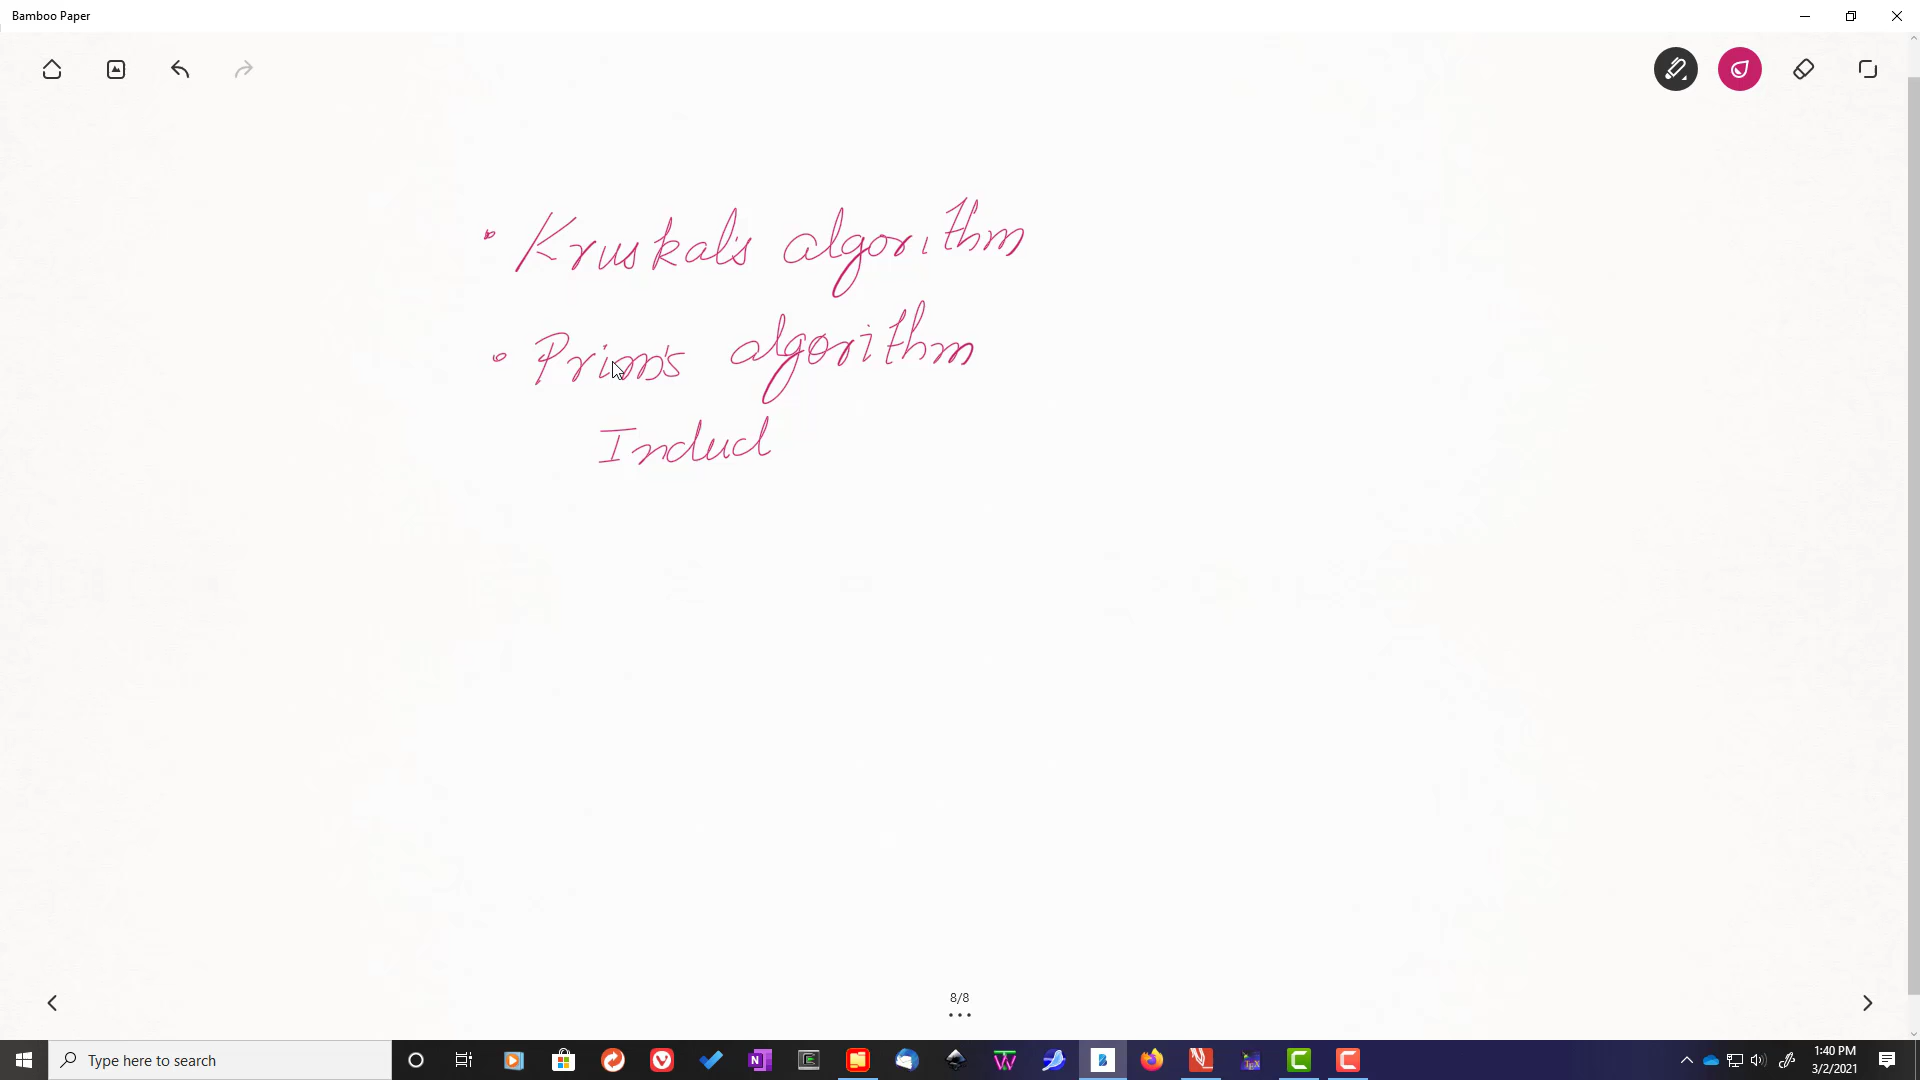 Bamboo Paper
• Kruskal's algorithm
• Prim's algorithm
Induct
8/8
Type here to search
1:40 PM
3/2/2021